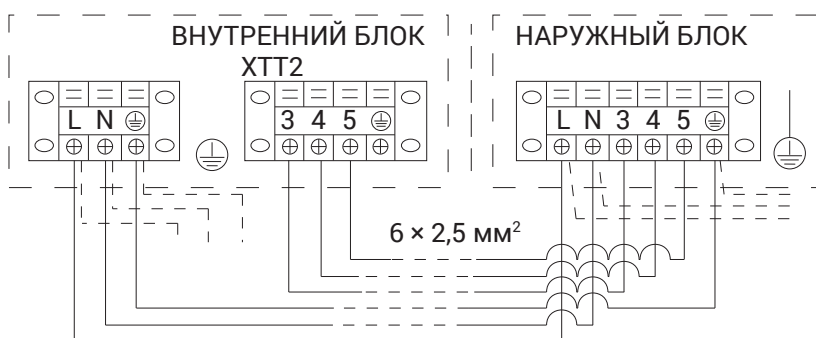 ВНУТРЕННИЙ БЛОК
НАРУЖНЫЙ БЛОК
XTT2
L N
3 4 5
L N 3 4 5
6 × 2,5 мм²